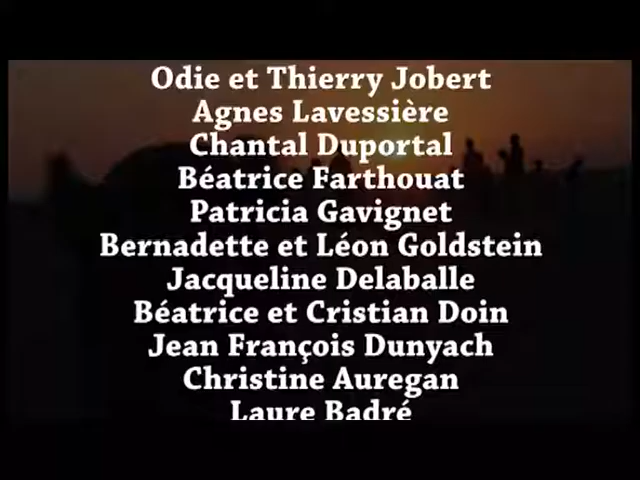 Odie et Thierry Jobert
Agnes Lavessière
Chantal Duportal
Béatrice Farthouat
Patricia Gavignet
Bernadette et Léon Goldstein
Jacqueline Delaballe
Béatrice et Cristian Doin
Jean François Dunyach
Christine Auregan
Laure Badré